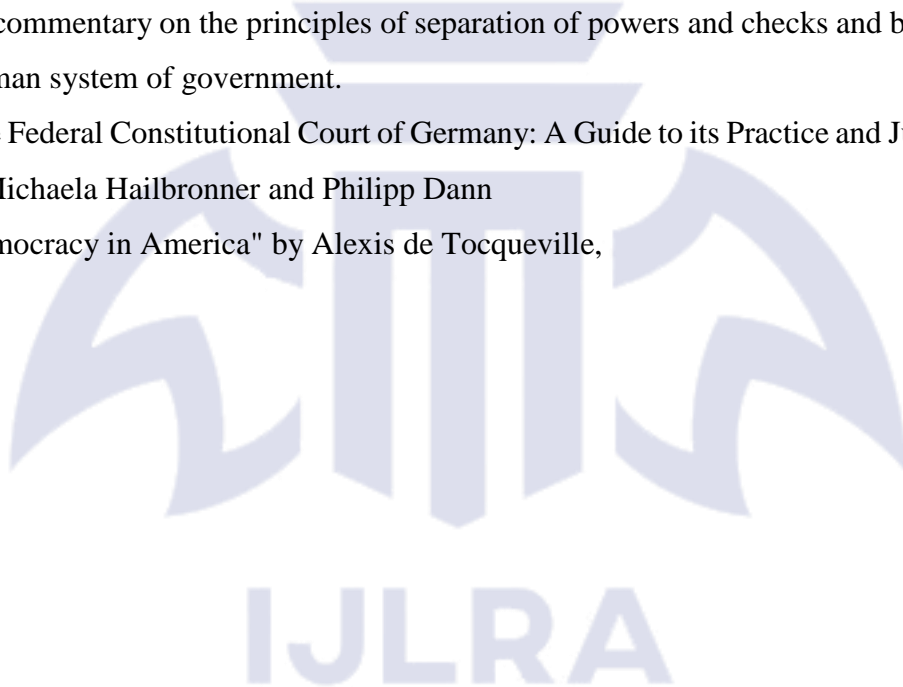 commentary on the principles of separation of powers and checks and b
man system of government.
Federal Constitutional Court of Germany: A Guide to its Practice and J
Michaela Hailbronner and Philipp Dann
mocracy in America" by Alexis de Tocqueville,
IJLRA